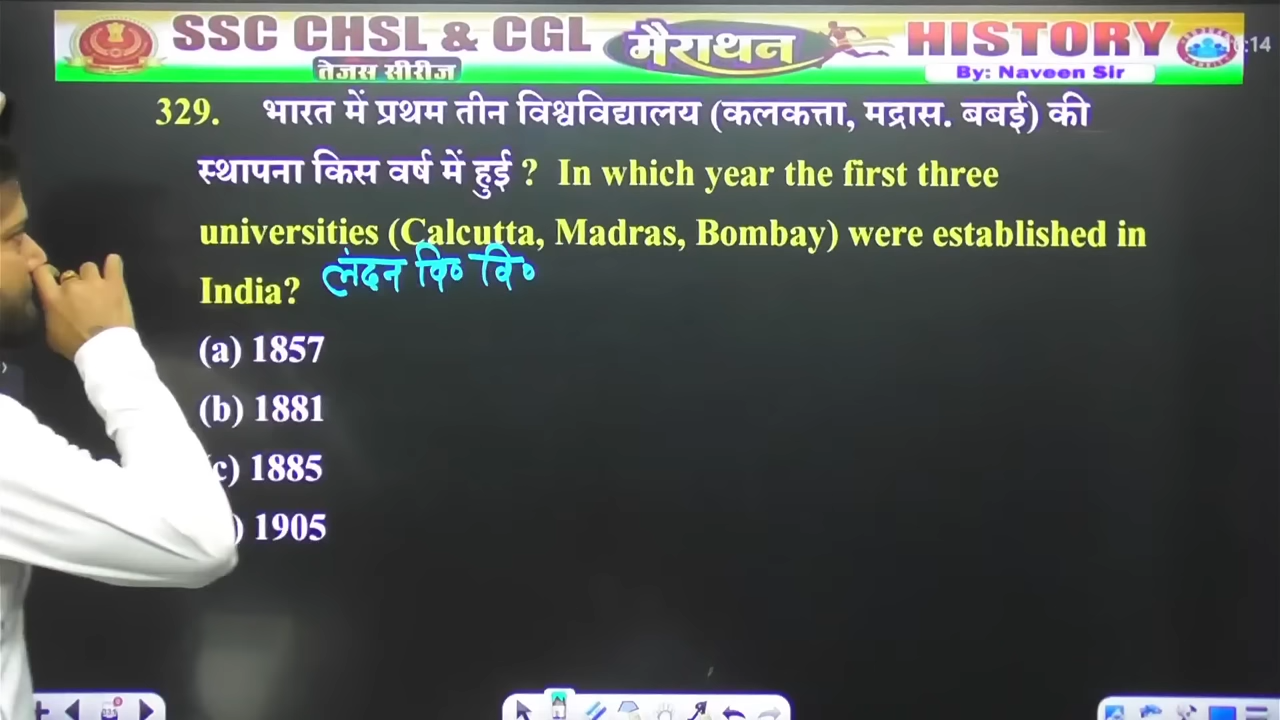 SSC CHSL & CGL
तेजस सीरीज
मैराथन
HISTORY
By: Naveen Sir
:14
329. भारत में प्रथम तीन विश्वविद्यालय (कलकत्ता, मद्रास. बबई) की
स्थापना किस वर्ष में हुई ? In which year the first three
universities (Calcutta, Madras, Bombay) were established in
India? लंदन वि॰ वि॰
(a) 1857
(b) 1881
c) 1885
) 1905